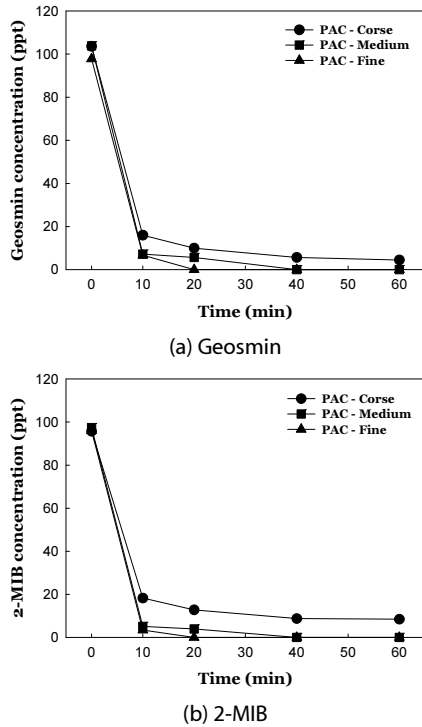 120
100
80
60
40
20
0
Geosmin concentration (ppt)
PAC - Corse
PAC - Medium
PAC - Fine
0 10 20 30 40 50 60
Time (min)
(a) Geosmin
120
100
80
60
40
20
0
2-MIB concentration (ppt)
PAC - Corse
PAC - Medium
PAC - Fine
0 10 20 30 40 50 60
Time (min)
(b) 2-MIB